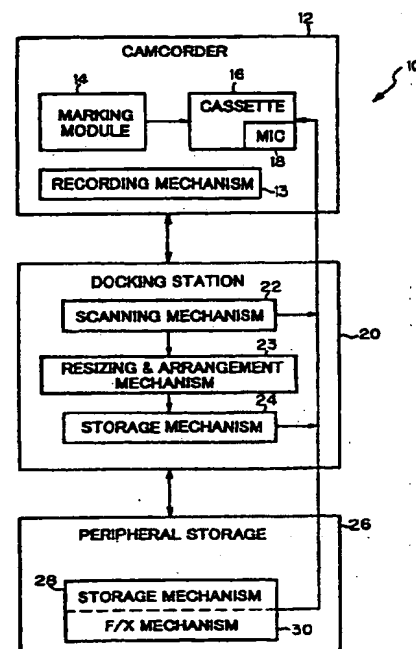 12
CAMCORDER
10
14
16
MARKING
MODULE
CASSETTE
MIC
18
RECORDING MECHANISM
13
DOCKING STATION
22
SCANNING MECHANISM
20
23
RESIZING & ARRANGEMENT
MECHANISM
24
STORAGE MECHANISM
PERIPHERAL STORAGE
26
28
STORAGE MECHANISM
F/X MECHANISM
30